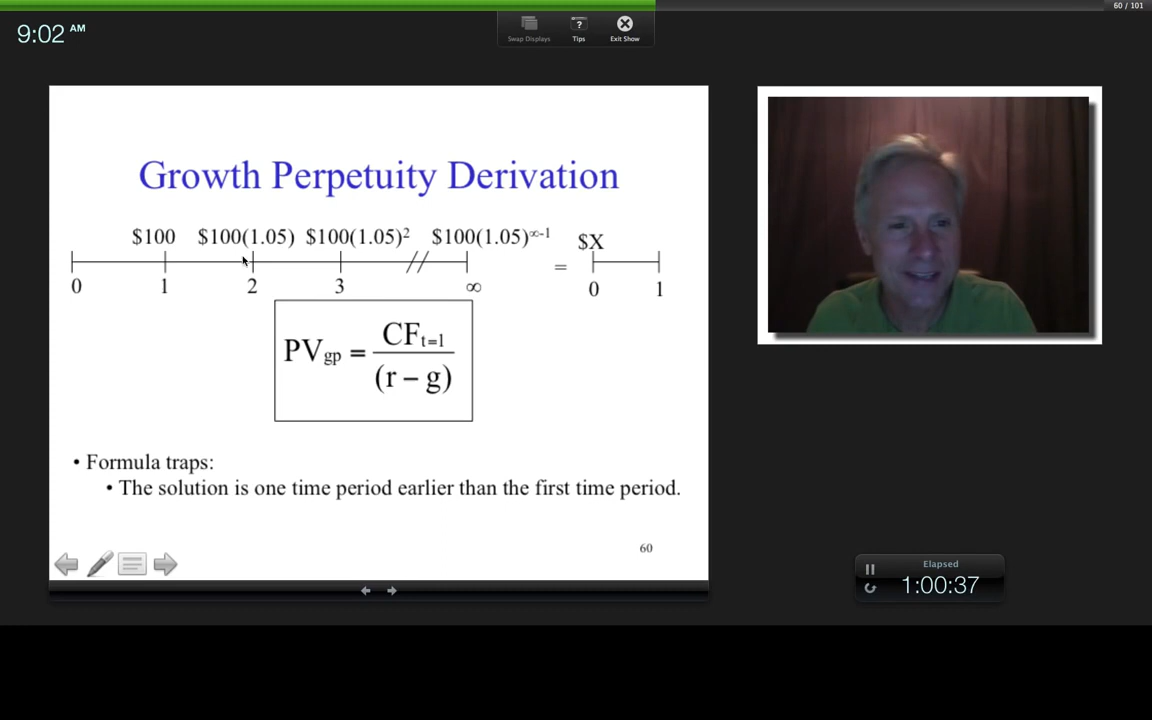 60 / 101
9:02 AM
Swap Displays
?
Tips
Exit Show
Growth Perpetuity Derivation
$100 $100(1.05) $100(1.05)² $100(1.05)^∞-1 $X
=
0 1 2 3 ∞ 0 1
PVgp = CFt=1 / (r – g)
• Formula traps:
• The solution is one time period earlier than the first time period.
60
Elapsed
1:00:37